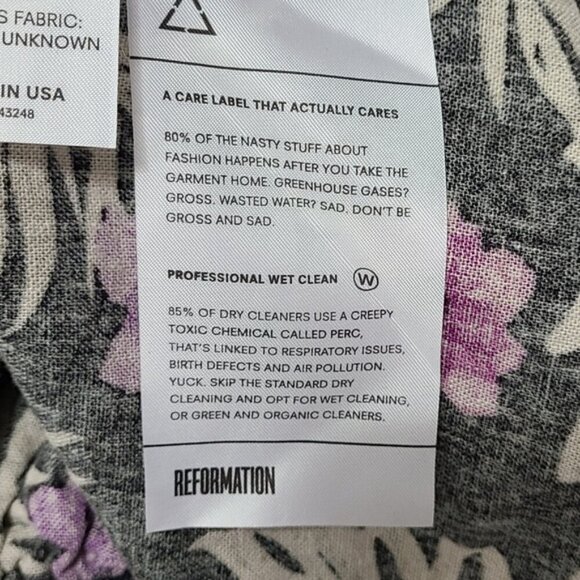 S FABRIC:
UNKNOWN
IN USA
43248
A CARE LABEL THAT ACTUALLY CARES
80% OF THE NASTY STUFF ABOUT
FASHION HAPPENS AFTER YOU TAKE THE
GARMENT HOME. GREENHOUSE GASES?
GROSS. WASTED WATER? SAD. DON'T BE
GROSS AND SAD.
PROFESSIONAL WET CLEAN W
85% OF DRY CLEANERS USE A CREEPY
TOXIC CHEMICAL CALLED PERC,
THAT'S LINKED TO RESPIRATORY ISSUES,
BIRTH DEFECTS AND AIR POLLUTION.
YUCK. SKIP THE STANDARD DRY
CLEANING AND OPT FOR WET CLEANING,
OR GREEN AND ORGANIC CLEANERS.
REFORMATION